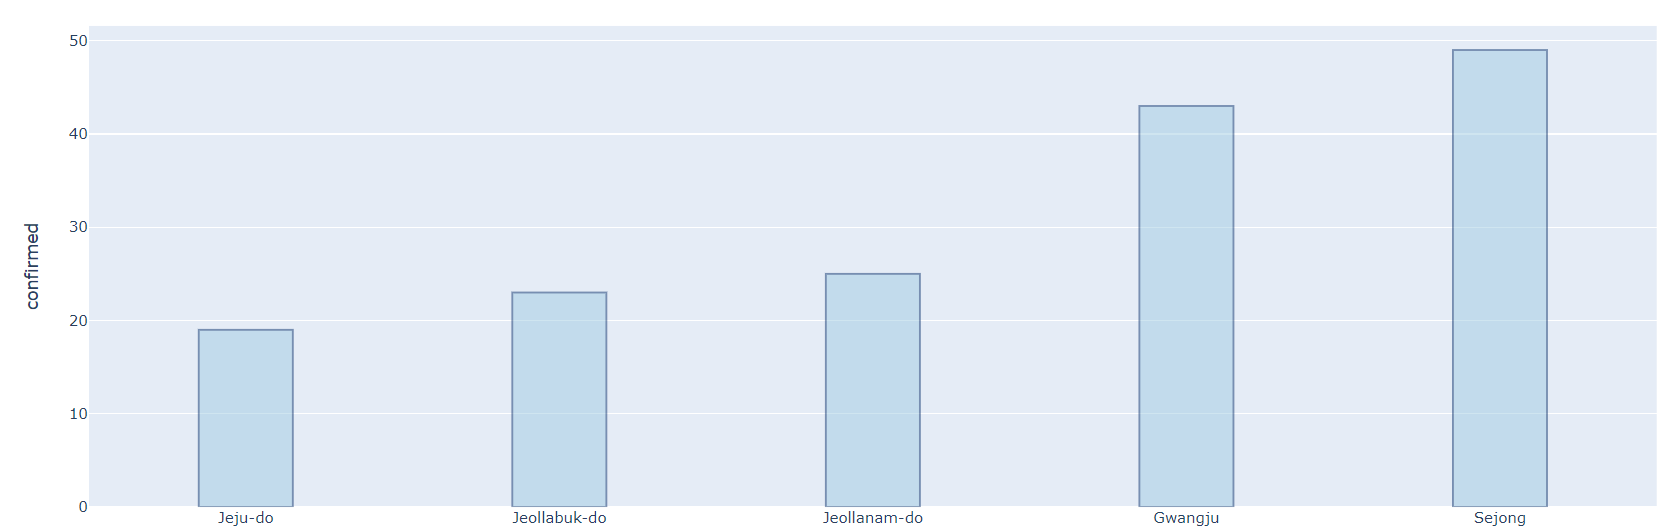 50
40
30
20
10
0
confirmed
Jeju-do
Jeollabuk-do
Jeollanam-do
Gwangju
Sejong